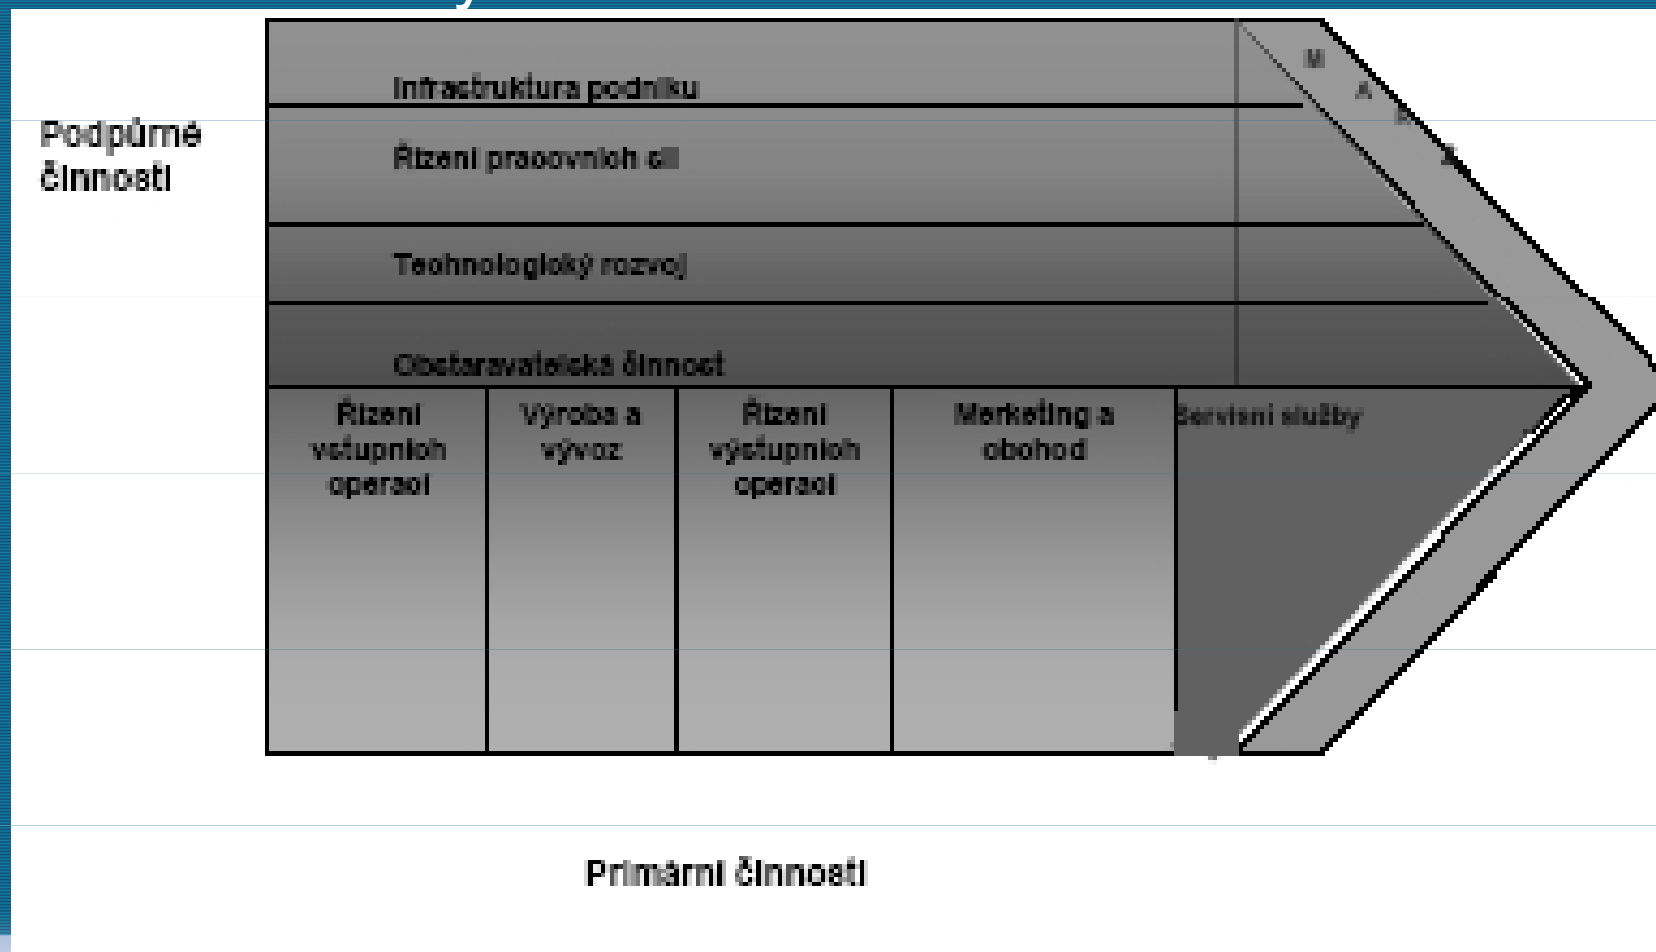 Infrastruktura podniku
Podpůrné
činnosti
Řízení pracovních sil
Technologický rozvoj
Obstaravatelská činnost
Řízení
vstupních
operací
Výroba a
vývoz
Řízení
výstupních
operací
Marketing a
obchod
Servisní služby
M
A
Primární činnosti